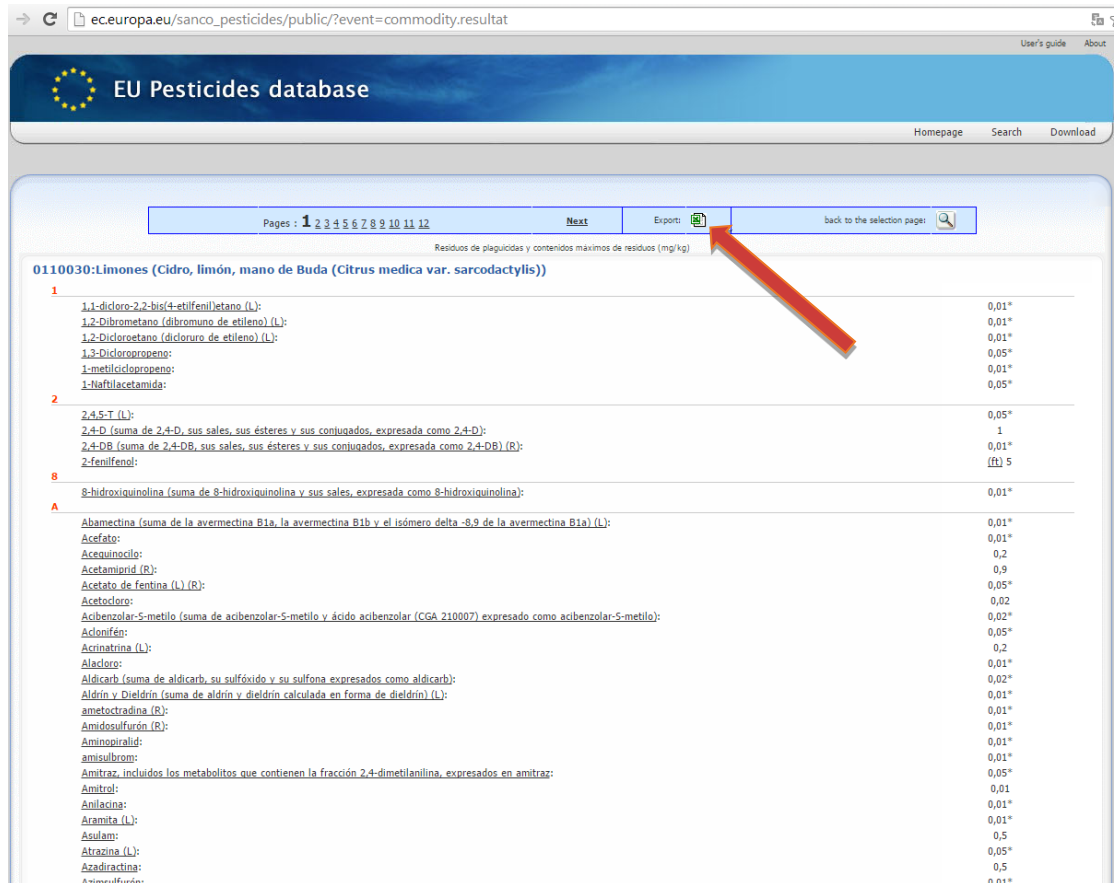 ec.europa.eu/sanco_pesticides/public/?event=commodity.resultat
User's guide About
EU Pesticides database
Homepage Search Download
Pages : 1 2 3 4 5 6 7 8 9 10 11 12 Next Export: back to the selection page:
Residuos de plaguicidas y contenidos máximos de residuos (mg/kg)
0110030:Limones (Cidro, limón, mano de Buda (Citrus medica var. sarcodactylis))
1
1,1-dicloro-2,2-bis(4-etilfenil)etano (L): 0,01*
1,2-Dibrometano (dibromuno de etileno) (L): 0,01*
1,2-Dicloroetano (dicloruro de etileno) (L): 0,01*
1,3-Dicloropropeno: 0,05*
1-metilciclopropeno: 0,01*
1-Naftilacetamida: 0,05*
2
2,4,5-T (L): 0,05*
2,4-D (suma de 2,4-D, sus sales, sus ésteres y sus conjugados, expresada como 2,4-D): 1
2,4-DB (suma de 2,4-DB, sus sales, sus ésteres y sus conjugados, expresada como 2,4-DB) (R): 0,01*
2-fenilfenol: (ft) 5
8
8-hidroxiquinolina (suma de 8-hidroxiquinolina y sus sales, expresada como 8-hidroxiquinolina): 0,01*
A
Abamectina (suma de la avermectina B1a, la avermectina B1b y el isómero delta -8,9 de la avermectina B1a) (L): 0,01*
Acefato: 0,01*
Acequinocilo: 0,2
Acetamiprid (R): 0,9
Acetato de fentina (L) (R): 0,05*
Acetocloro: 0,02
Acibenzolar-S-metilo (suma de acibenzolar-S-metilo y ácido acibenzolar (CGA 210007) expresado como acibenzolar-S-metilo): 0,02*
Aclonifén: 0,05*
Acrinatrina (L): 0,2
Alacloro: 0,01*
Aldicarb (suma de aldicarb, su sulfóxido y su sulfona expresados como aldicarb): 0,02*
Aldrín y Dieldrín (suma de aldrín y dieldrín calculada en forma de dieldrín) (L): 0,01*
ametoctradina (R): 0,01*
Amidosulfurón (R): 0,01*
Aminopiralid: 0,01*
amisulbrom: 0,01*
Amitraz, incluidos los metabolitos que contienen la fracción 2,4-dimetilanilina, expresados en amitraz: 0,05*
Amitrol: 0,01
Anilacina: 0,01*
Aramita (L): 0,01*
Asulam: 0,5
Atrazina (L): 0,05*
Azadiractina: 0,5
Azimsulfurón: 0,01*